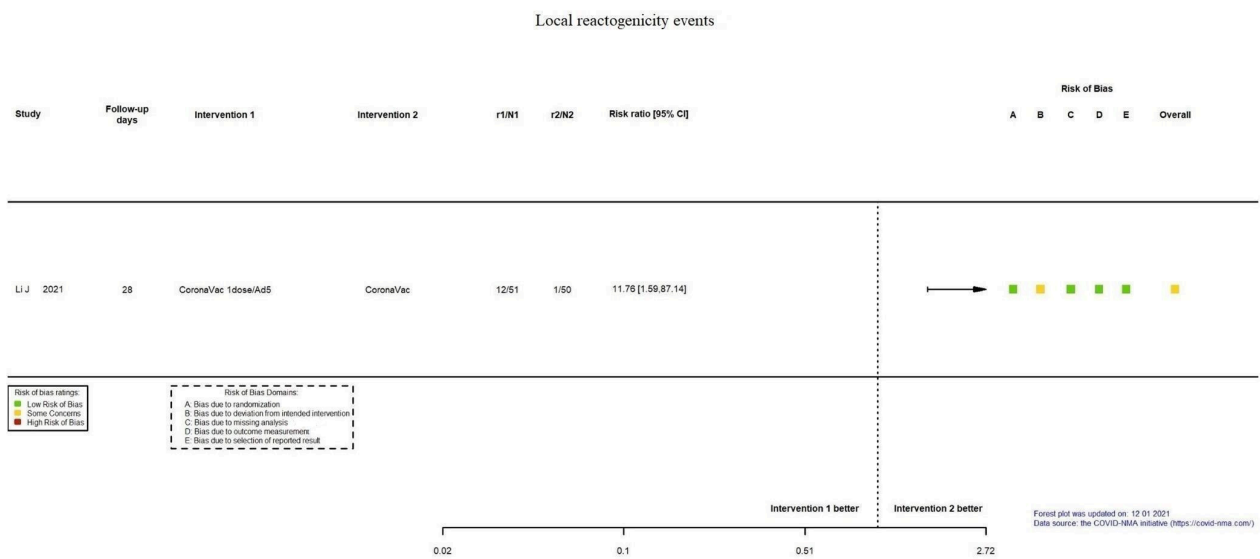 Local reactogenicity events
Risk of Bias
Study Follow-up days Intervention 1 Intervention 2 r1/N1 r2/N2 Risk ratio [95% CI] A B C D E Overall
Li J 2021 28 CoronaVac 1dose/Ad5 CoronaVac 12/51 1/50 11.76 [1.59,87.14]
Risk of bias ratings:
Low Risk of Bias
Some Concerns
High Risk of Bias
Risk of Bias Domains:
A: Bias due to randomization
B: Bias due to deviation from intended intervention
C: Bias due to missing analysis
D: Bias due to outcome measurement
E: Bias due to selection of reported result
Intervention 1 better Intervention 2 better
Forest plot was updated on: 12 01 2021
Data source: the COVID-NMA initiative (https://covid-nma.com/)
0.02 0.1 0.51 2.72